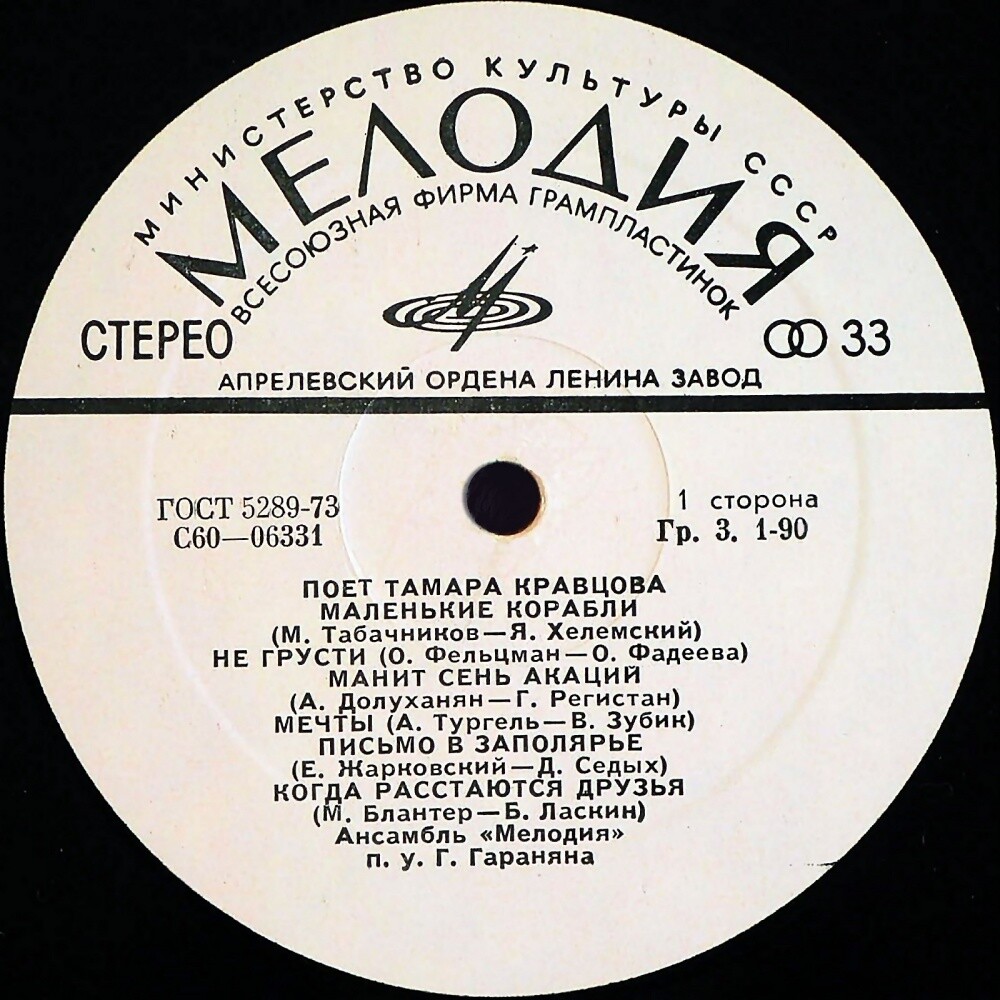 МИНИСТЕРСТВО КУЛЬТУРЫ СССР
МЕЛОДИЯ
ВСЕСОЮЗНАЯ ФИРМА ГРАМПЛАСТИНОК
СТЕРЕО
33
АПРЕЛЕВСКИЙ ОРДЕНА ЛЕНИНА ЗАВОД
ГОСТ 5289-73
С60—06331
1 сторона
Гр. 3. 1-90
ПОЕТ ТАМАРА КРАВЦОВА
МАЛЕНЬКИЕ КОРАБЛИ
(М. Табачников—Я. Хелемский)
НЕ ГРУСТИ (О. Фельцман—О. Фадеева)
МАНИТ СЕНЬ АКАЦИЙ
(А. Долуханян—Г. Регистан)
МЕЧТЫ (А. Тургель—В. Зубик)
ПИСЬМО В ЗАПОЛЯРЬЕ
(Е. Жарковский—Д. Седых)
КОГДА РАССТАЮТСЯ ДРУЗЬЯ
(М. Блантер—Б. Ласкин)
Ансамбль «Мелодия»
п. у. Г. Гараняна